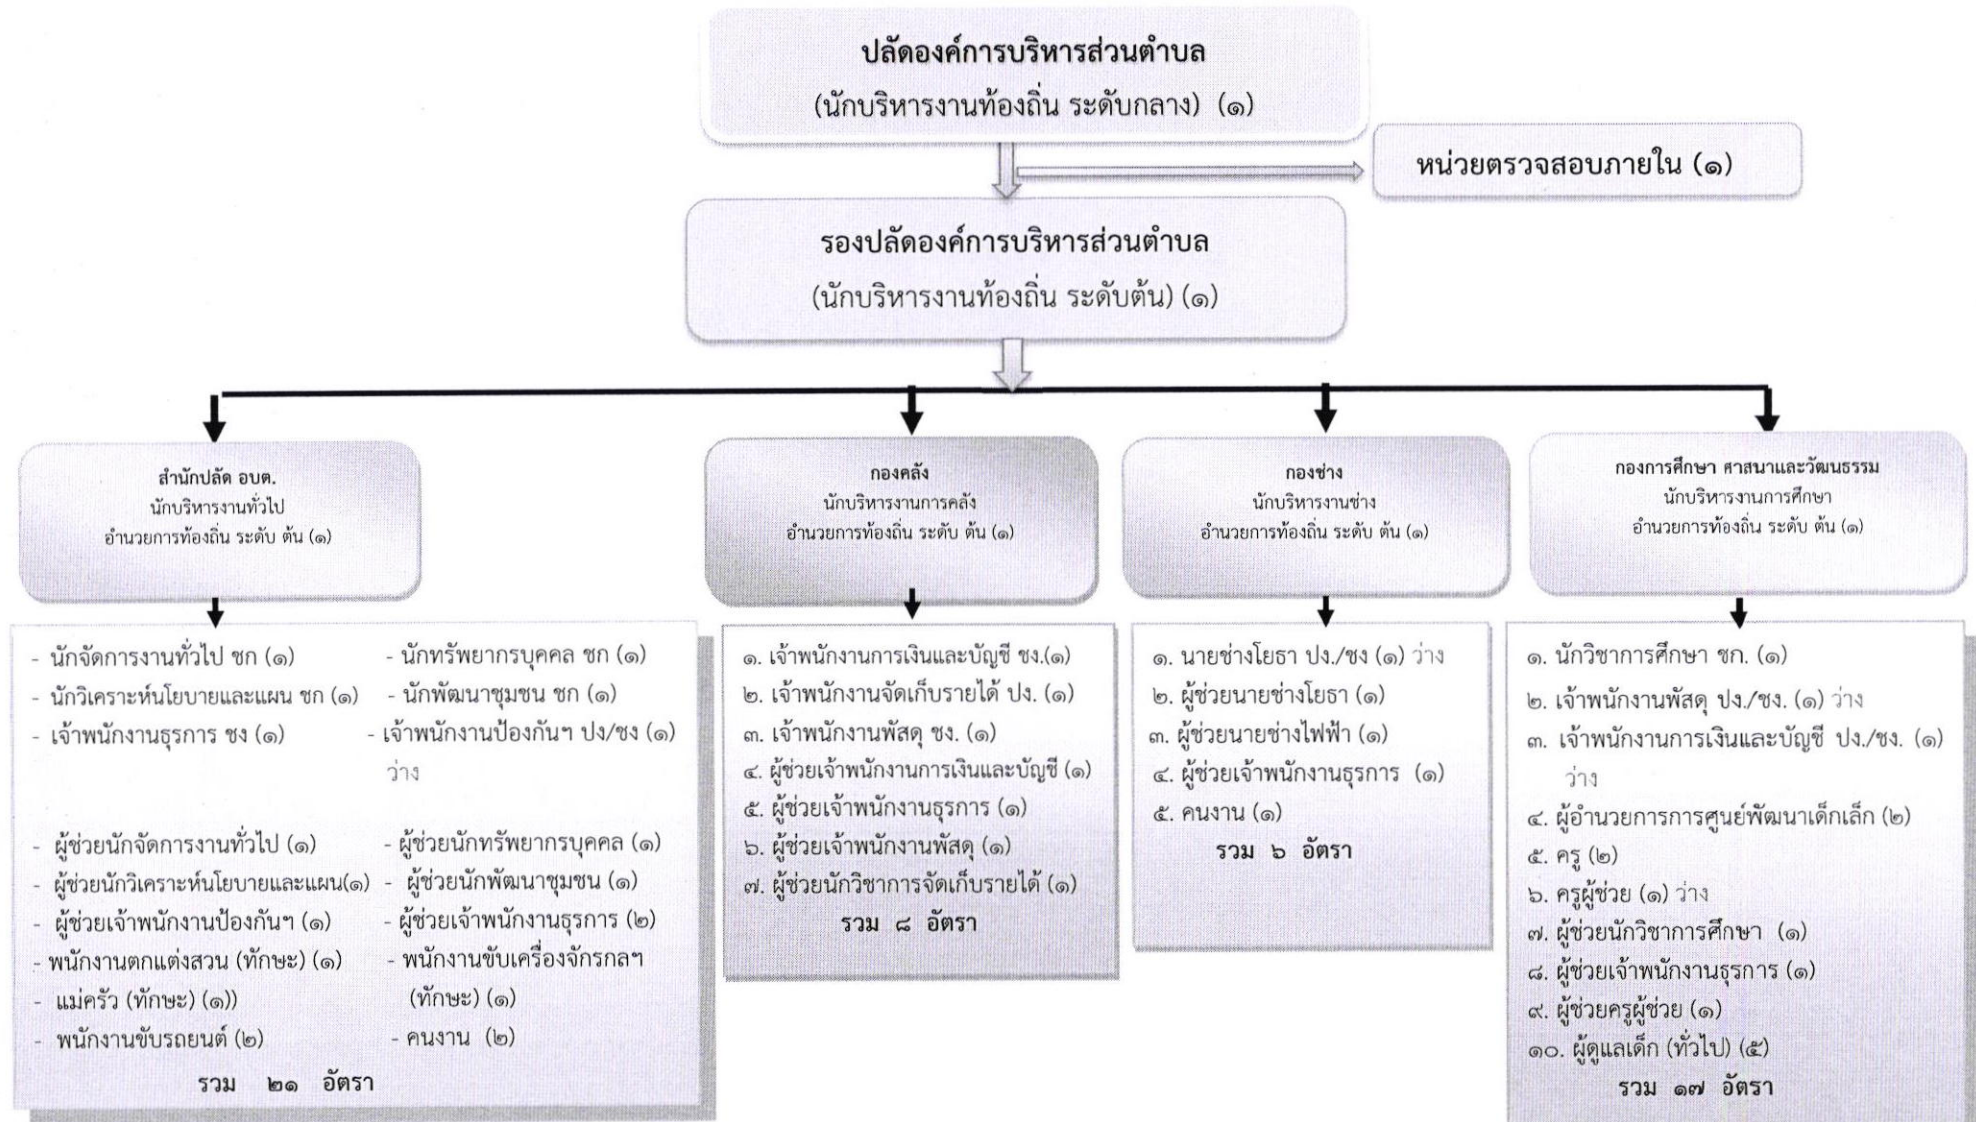 ปลัดองค์การบริหารส่วนตำบล
(นักบริหารงานท้องถิ่น ระดับกลาง) (๑)
หน่วยตรวจสอบภายใน (๑)
รองปลัดองค์การบริหารส่วนตำบล
(นักบริหารงานท้องถิ่น ระดับต้น) (๑)
สำนักปลัด อบต.
นักบริหารงานทั่วไป
อำนวยการท้องถิ่น ระดับ ต้น (๑)
กองคลัง
นักบริหารงานการคลัง
อำนวยการท้องถิ่น ระดับ ต้น (๑)
กองช่าง
นักบริหารงานช่าง
อำนวยการท้องถิ่น ระดับ ต้น (๑)
กองการศึกษา ศาสนาและวัฒนธรรม
นักบริหารงานการศึกษา
อำนวยการท้องถิ่น ระดับ ต้น (๑)
- นักจัดการงานทั่วไป ชก (๑) - นักทรัพยากรบุคคล ชก (๑)
- นักวิเคราะห์นโยบายและแผน ชก (๑) - นักพัฒนาชุมชน ชก (๑)
- เจ้าพนักงานธุรการ ชง (๑) - เจ้าพนักงานป้องกันฯ ปง/ชง (๑)
ว่าง
- ผู้ช่วยนักจัดการงานทั่วไป (๑) - ผู้ช่วยนักทรัพยากรบุคคล (๑)
- ผู้ช่วยนักวิเคราะห์นโยบายและแผน(๑) - ผู้ช่วยนักพัฒนาชุมชน (๑)
- ผู้ช่วยเจ้าพนักงานป้องกันฯ (๑) - ผู้ช่วยเจ้าพนักงานธุรการ (๒)
- พนักงานตกแต่งสวน (ทักษะ) (๑) - พนักงานขับเครื่องจักรกลฯ
- แม่ครัว (ทักษะ) (๑)) (ทักษะ) (๑)
- พนักงานขับรถยนต์ (๒) - คนงาน (๒)
รวม ๒๑ อัตรา
๑. เจ้าพนักงานการเงินและบัญชี ชง.(๑)
๒. เจ้าพนักงานจัดเก็บรายได้ ปง. (๑)
๓. เจ้าพนักงานพัสดุ ชง. (๑)
๔. ผู้ช่วยเจ้าพนักงานการเงินและบัญชี (๑)
๕. ผู้ช่วยเจ้าพนักงานธุรการ (๑)
๖. ผู้ช่วยเจ้าพนักงานพัสดุ (๑)
๗. ผู้ช่วยนักวิชาการจัดเก็บรายได้ (๑)
รวม ๘ อัตรา
๑. นายช่างโยธา ปง./ชง (๑) ว่าง
๒. ผู้ช่วยนายช่างโยธา (๑)
๓. ผู้ช่วยนายช่างไฟฟ้า (๑)
๔. ผู้ช่วยเจ้าพนักงานธุรการ (๑)
๕. คนงาน (๑)
รวม ๖ อัตรา
๑. นักวิชาการศึกษา ชก. (๑)
๒. เจ้าพนักงานพัสดุ ปง./ชง. (๑) ว่าง
๓. เจ้าพนักงานการเงินและบัญชี ปง./ชง. (๑)
ว่าง
๔. ผู้อำนวยการการศูนย์พัฒนาเด็กเล็ก (๒)
๕. ครู (๒)
๖. ครูผู้ช่วย (๑) ว่าง
๗. ผู้ช่วยนักวิชาการศึกษา (๑)
๘. ผู้ช่วยเจ้าพนักงานธุรการ (๑)
๙. ผู้ช่วยครูผู้ช่วย (๑)
๑๐. ผู้ดูแลเด็ก (ทั่วไป) (๕)
รวม ๑๗ อัตรา